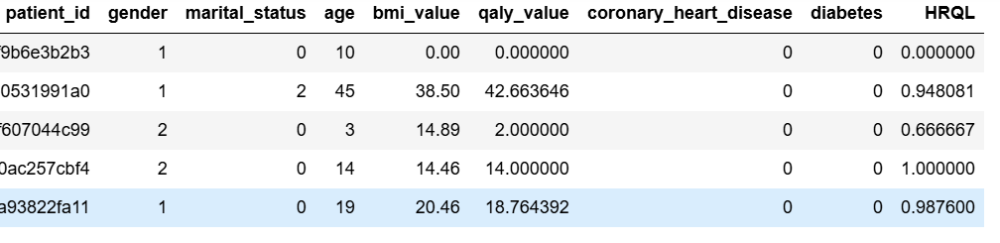 patient_id gender marital_status age bmi_value qaly_value coronary_heart_disease diabetes HRQL
f9b6e3b2b3 1 0 10 0.00 0.000000 0 0 0.000000
0531991a0 1 2 45 38.50 42.663646 0 0 0.948081
f607044c99 2 0 3 14.89 2.000000 0 0 0.666667
0ac257cbf4 2 0 14 14.46 14.000000 0 0 1.000000
a93822fa11 1 0 19 20.46 18.764392 0 0 0.987600